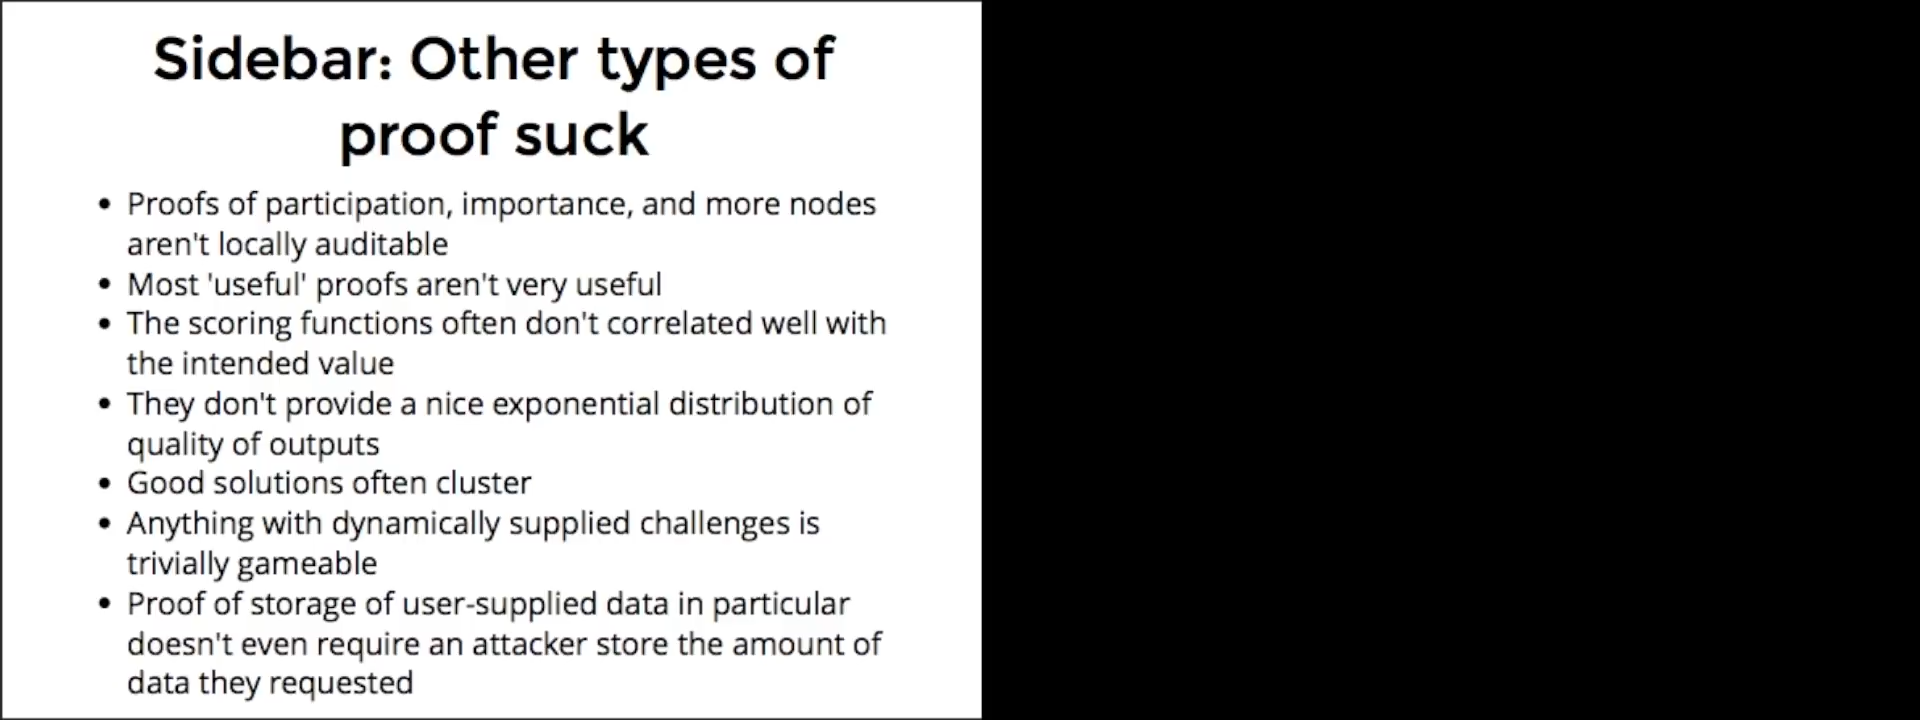 Sidebar: Other types of
proof suck
• Proofs of participation, importance, and more nodes
aren't locally auditable
• Most 'useful' proofs aren't very useful
• The scoring functions often don't correlated well with
the intended value
• They don't provide a nice exponential distribution of
quality of outputs
• Good solutions often cluster
• Anything with dynamically supplied challenges is
trivially gameable
• Proof of storage of user-supplied data in particular
doesn't even require an attacker store the amount of
data they requested